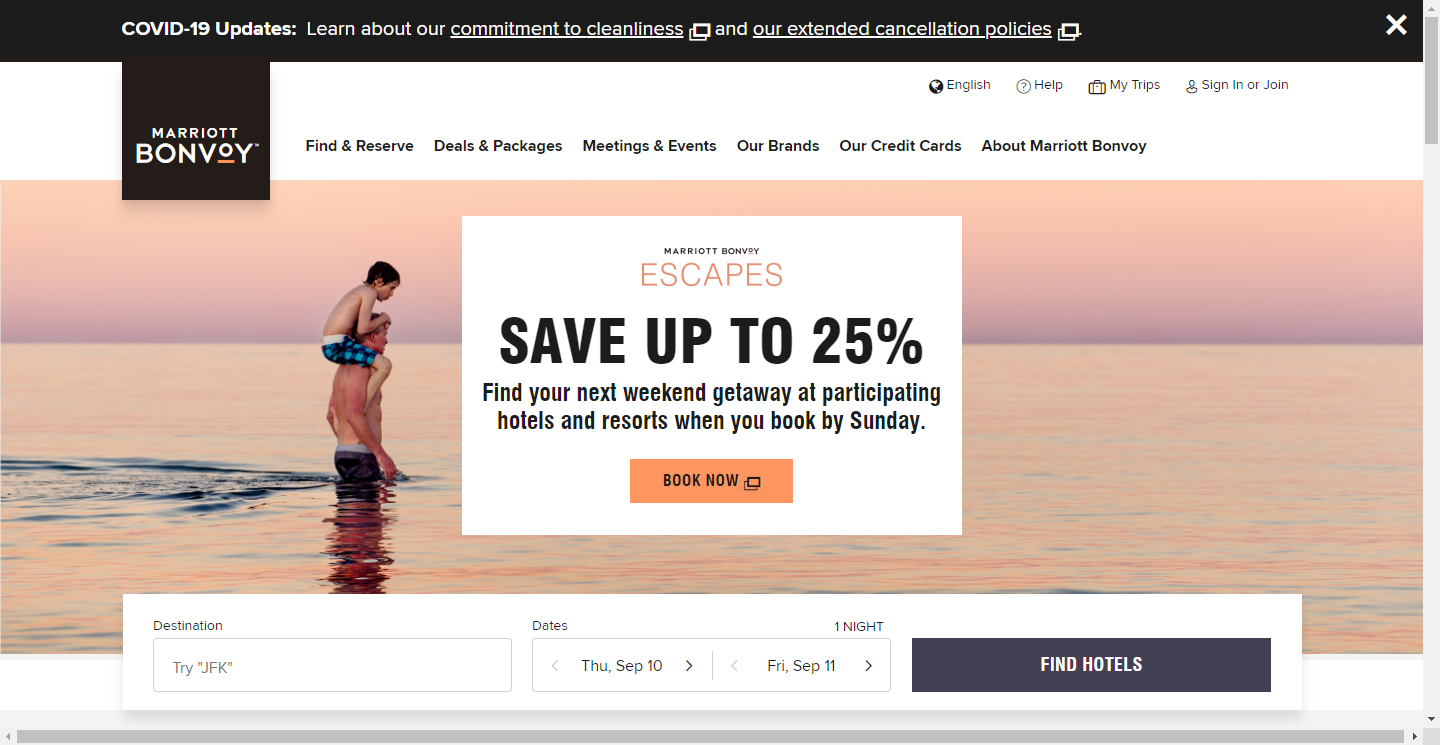 COVID-19 Updates: Learn about our commitment to cleanliness and our extended cancellation policies.
English Help My Trips Sign In or Join
MARRIOTT
BONVOY™
Find & Reserve Deals & Packages Meetings & Events Our Brands Our Credit Cards About Marriott Bonvoy
MARRIOTT BONVOY
ESCAPES
SAVE UP TO 25%
Find your next weekend getaway at participating
hotels and resorts when you book by Sunday.
BOOK NOW
Destination Dates 1 NIGHT
Try "JFK" Thu, Sep 10 Fri, Sep 11 FIND HOTELS